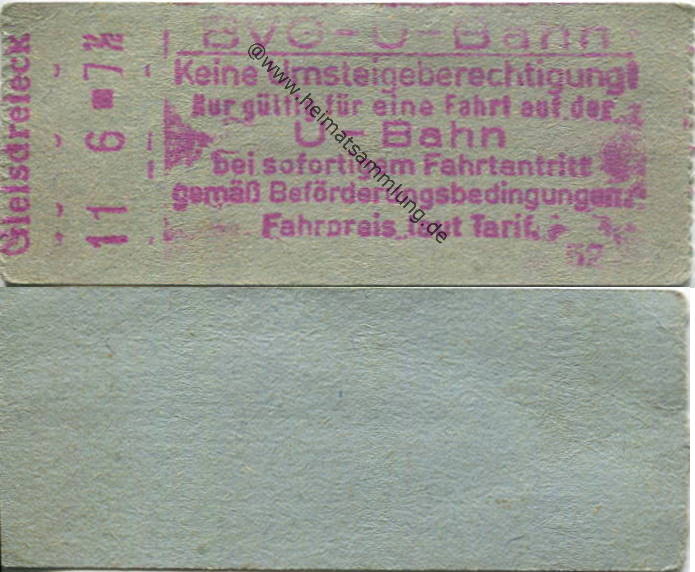 BVG-U-Bahn
Keine Umsteigeberechtigung!
Nur gültig für eine Fahrt auf der
U-Bahn
bei sofortigem Fahrtantritt
gemäß Beförderungsbedingungen.
Fahrpreis laut Tarif.
Gleisdreieck
11 6 7
@www.heimatsammlung.de